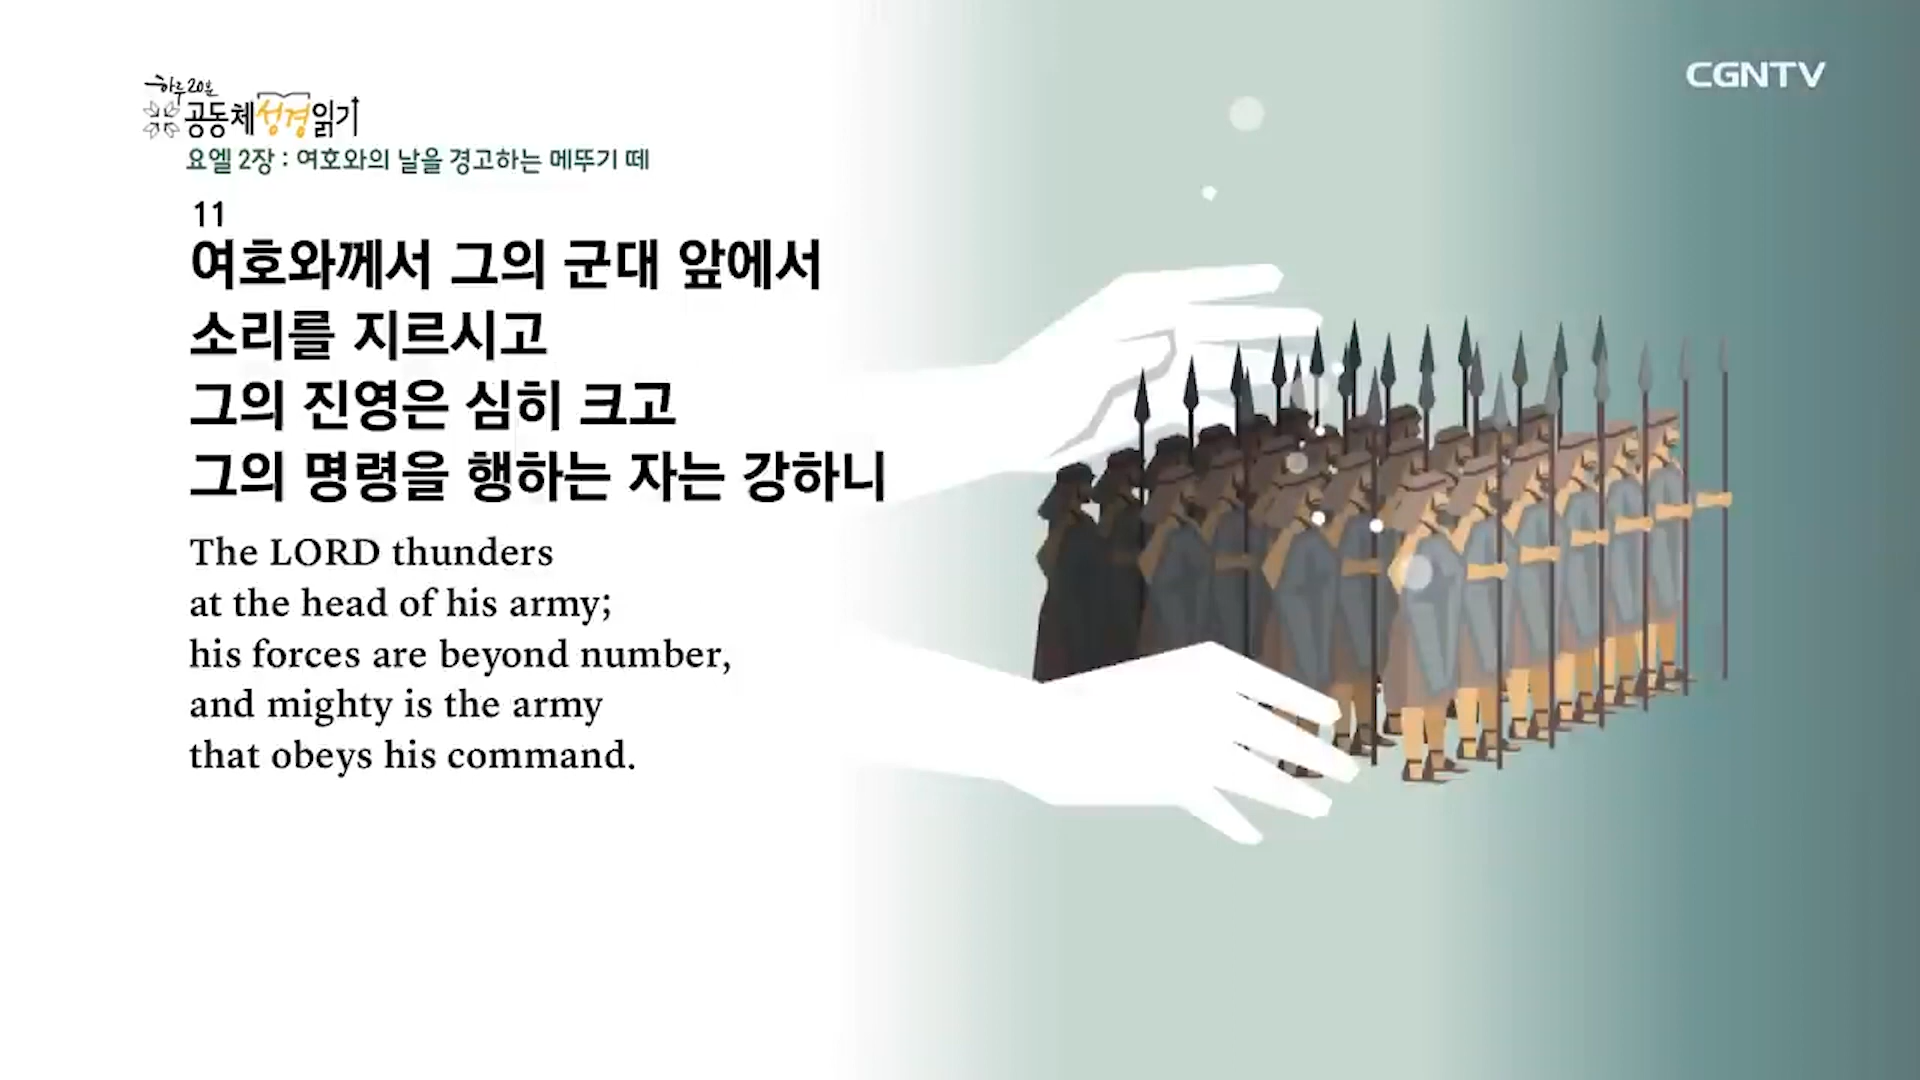 하루 20분
공동체성경읽기
CGNTV
요엘 2장 : 여호와의 날을 경고하는 메뚜기 떼
11
여호와께서 그의 군대 앞에서
소리를 지르시고
그의 진영은 심히 크고
그의 명령을 행하는 자는 강하니
The LORD thunders
at the head of his army;
his forces are beyond number,
and mighty is the army
that obeys his command.